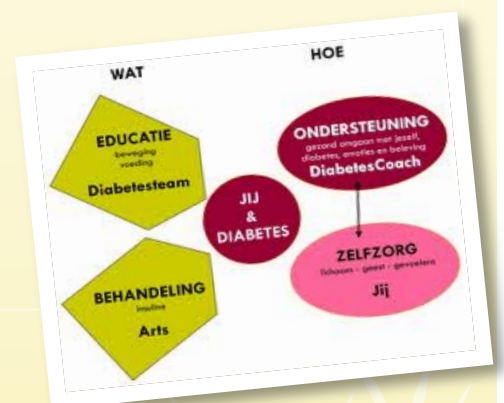 WAT
HOE
EDUCATIE
beweging
voeding
Diabetesteam
ONDERSTEUNING
gezond omgaan met jezelf,
diabetes, emoties en beleving
DiabetesCoach
JIJ
&
DIABETES
BEHANDELING
insuline
Arts
ZELFZORG
lichaam - geest - gevoelens
Jij